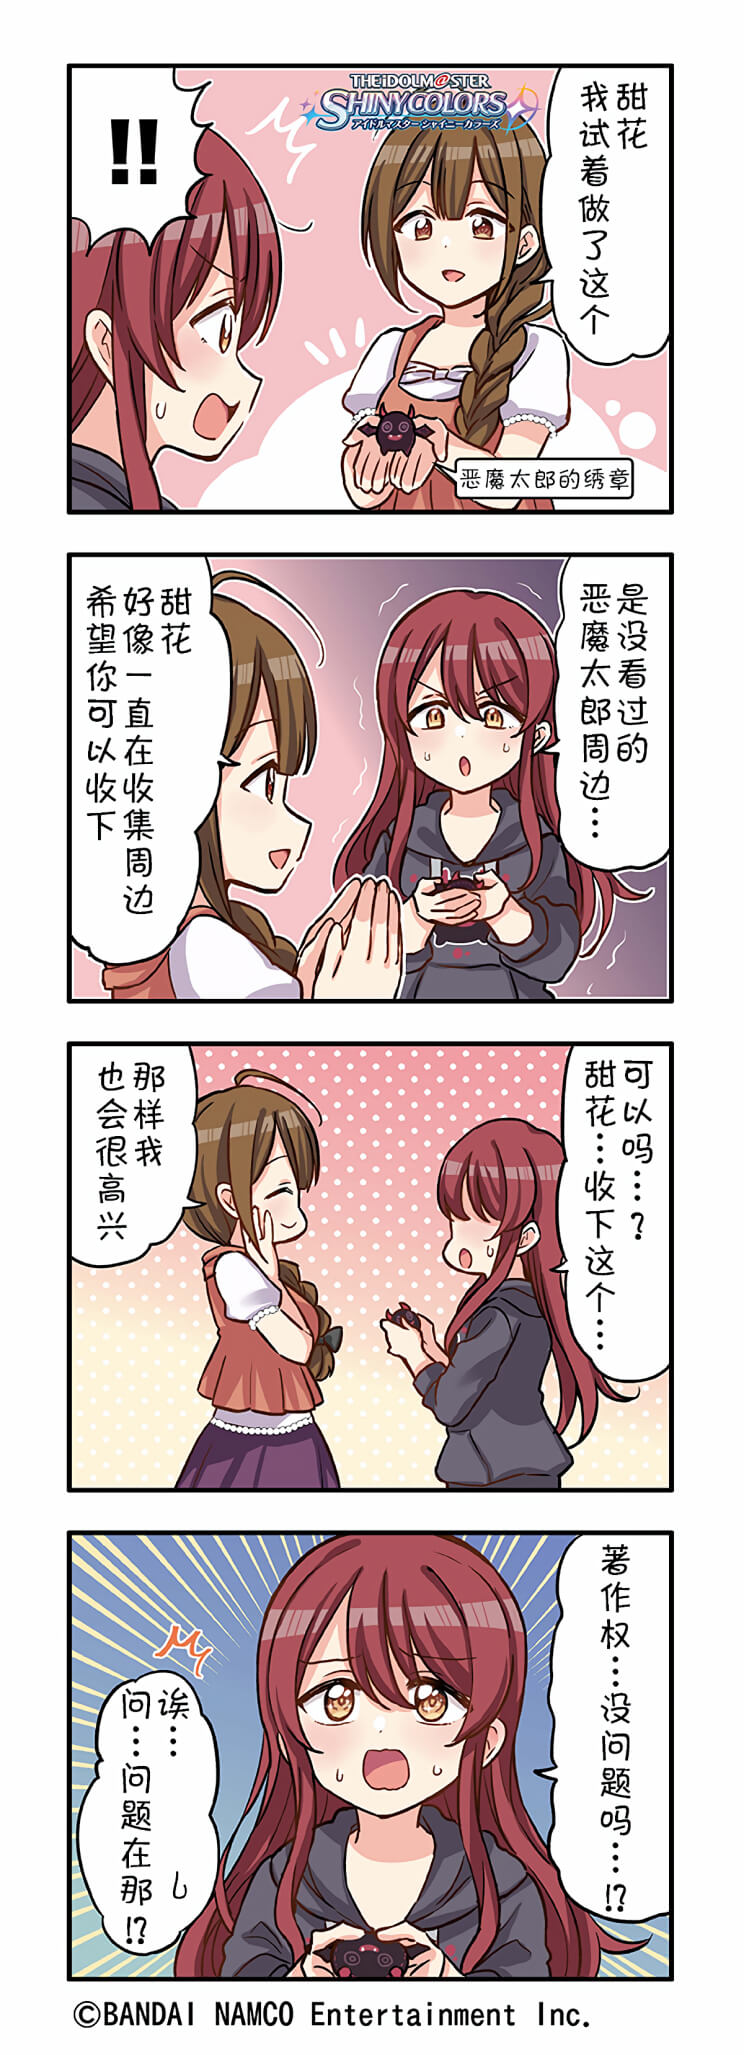 THE iDOLM@STER
SHINYCOLORS
アイドルマスターシャイニーカラーズ
甜花
我试着做了这个
!!
恶魔太郎的绣章
是没看过的
恶魔太郎周边…
甜花
好像一直在收集周边
希望你可以收下
可以吗…?
甜花…收下这个…
那样我
也会很高兴
著作权…没问题吗…!?
诶…
问…问题在那!?
©BANDAI NAMCO Entertainment Inc.